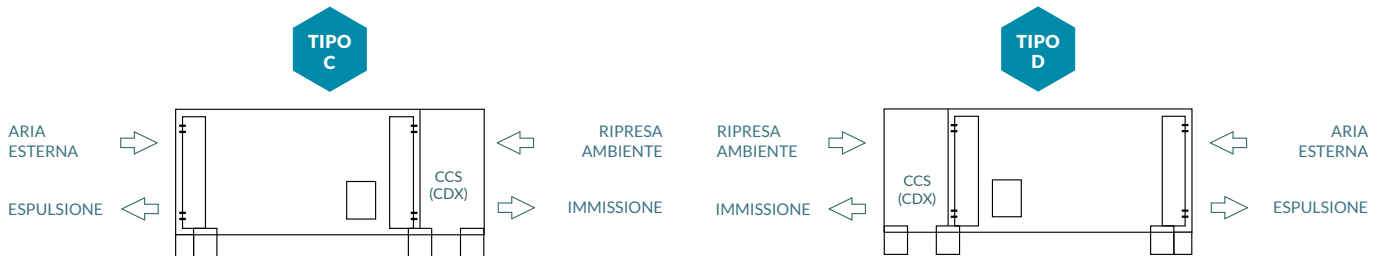 TIPO
C
ARIA
ESTERNA
ESPULSIONE
CCS
(CDX)
RIPRESA
AMBIENTE
IMMISSIONE
TIPO
D
RIPRESA
AMBIENTE
IMMISSIONE
CCS
(CDX)
ARIA
ESTERNA
ESPULSIONE